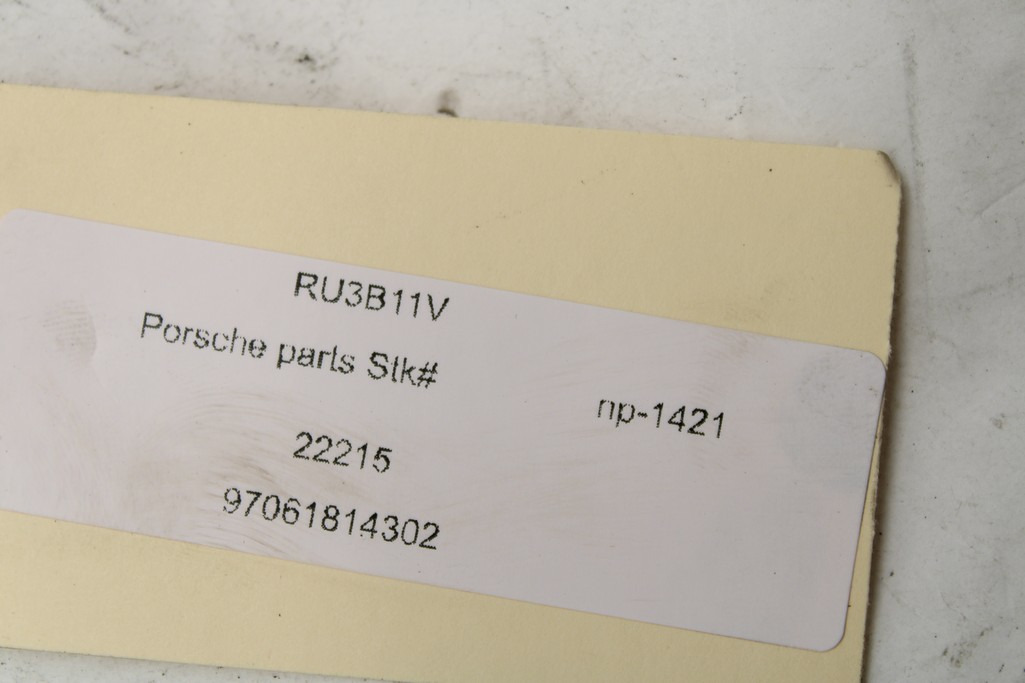 RU3B11V
Porsche parts Stk#
np-1421
22215
97061814302